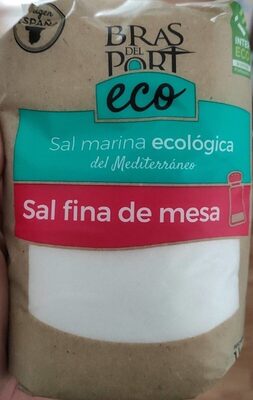 BRAS
DEL
PORT
eco
Sal marina ecológica
del Mediterráneo
Sal fina de mesa